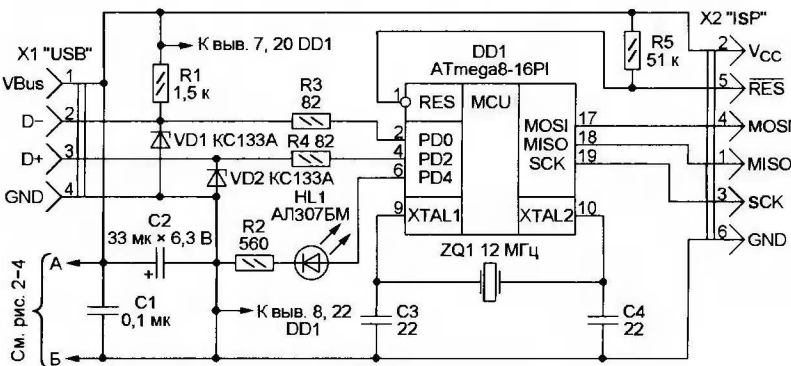 X1 "USB"
VBus
1
D–
2
D+
3
GND
4
К выв. 7, 20 DD1
R1
1,5 к
R3
82
VD1 КС133А
R4 82
VD2 КС133А
HL1
АЛ307БМ
R2
560
C2
33 мк × 6,3 В
+
А
C1
0,1 мк
Б
См. рис. 2–4
К выв. 8, 22
DD1
DD1
ATmega8-16PI
1
RES
MCU
2
PD0
4
PD2
6
PD4
9
XTAL1
MOSI
17
MISO
18
SCK
19
XTAL2
10
ZQ1 12 МГц
C3
22
C4
22
R5
51 к
X2 "ISP"
2
VCC
5
RES
4
MOSI
1
MISO
3
SCK
6
GND